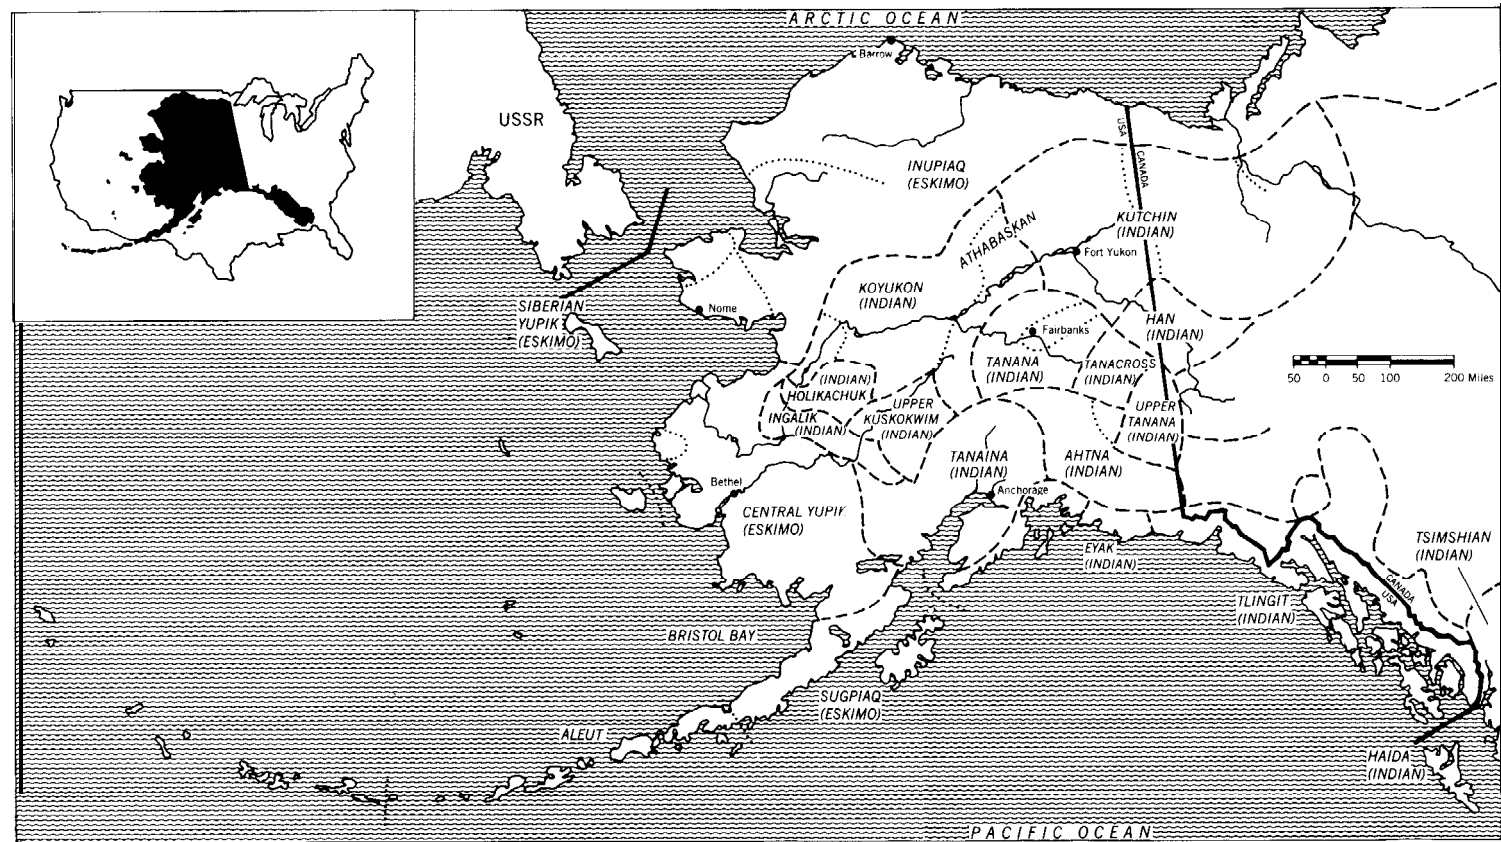 ARCTIC OCEAN
Barrow
USSR
USA
CANADA
INUPIAQ
(ESKIMO)
KUTCHIN
(INDIAN)
ATHABASKAN
Fort Yukon
KOYUKON
(INDIAN)
SIBERIAN
YUPIK
(ESKIMO)
Nome
HAN
(INDIAN)
Fairbanks
TANANA
(INDIAN)
TANACROSS
(INDIAN)
50 0 50 100 200 Miles
(INDIAN)
HOLIKACHUK
INGALIK
(INDIAN)
UPPER
KUSKOKWIM
(INDIAN)
UPPER
TANANA
(INDIAN)
TANAINA
(INDIAN)
AHTNA
(INDIAN)
Bethel
Anchorage
CENTRAL YUPIK
(ESKIMO)
EYAK
(INDIAN)
TSIMSHIAN
(INDIAN)
CANADA
USA
TLINGIT
(INDIAN)
BRISTOL BAY
SUGPIAQ
(ESKIMO)
ALEUT
HAIDA
(INDIAN)
PACIFIC OCEAN